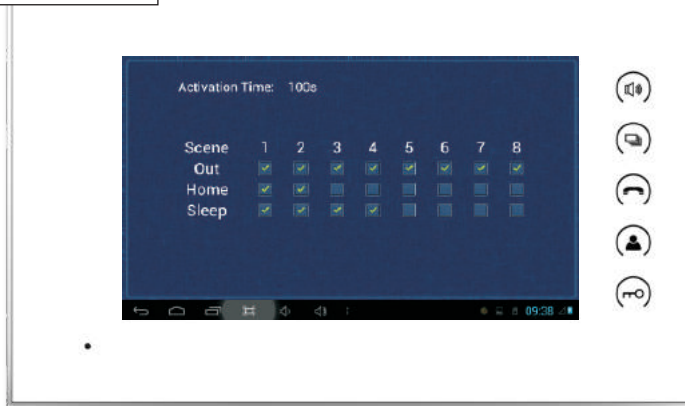 Activation Time: 100s
Scene 1 2 3 4 5 6 7 8
Out
Home
Sleep
09:38